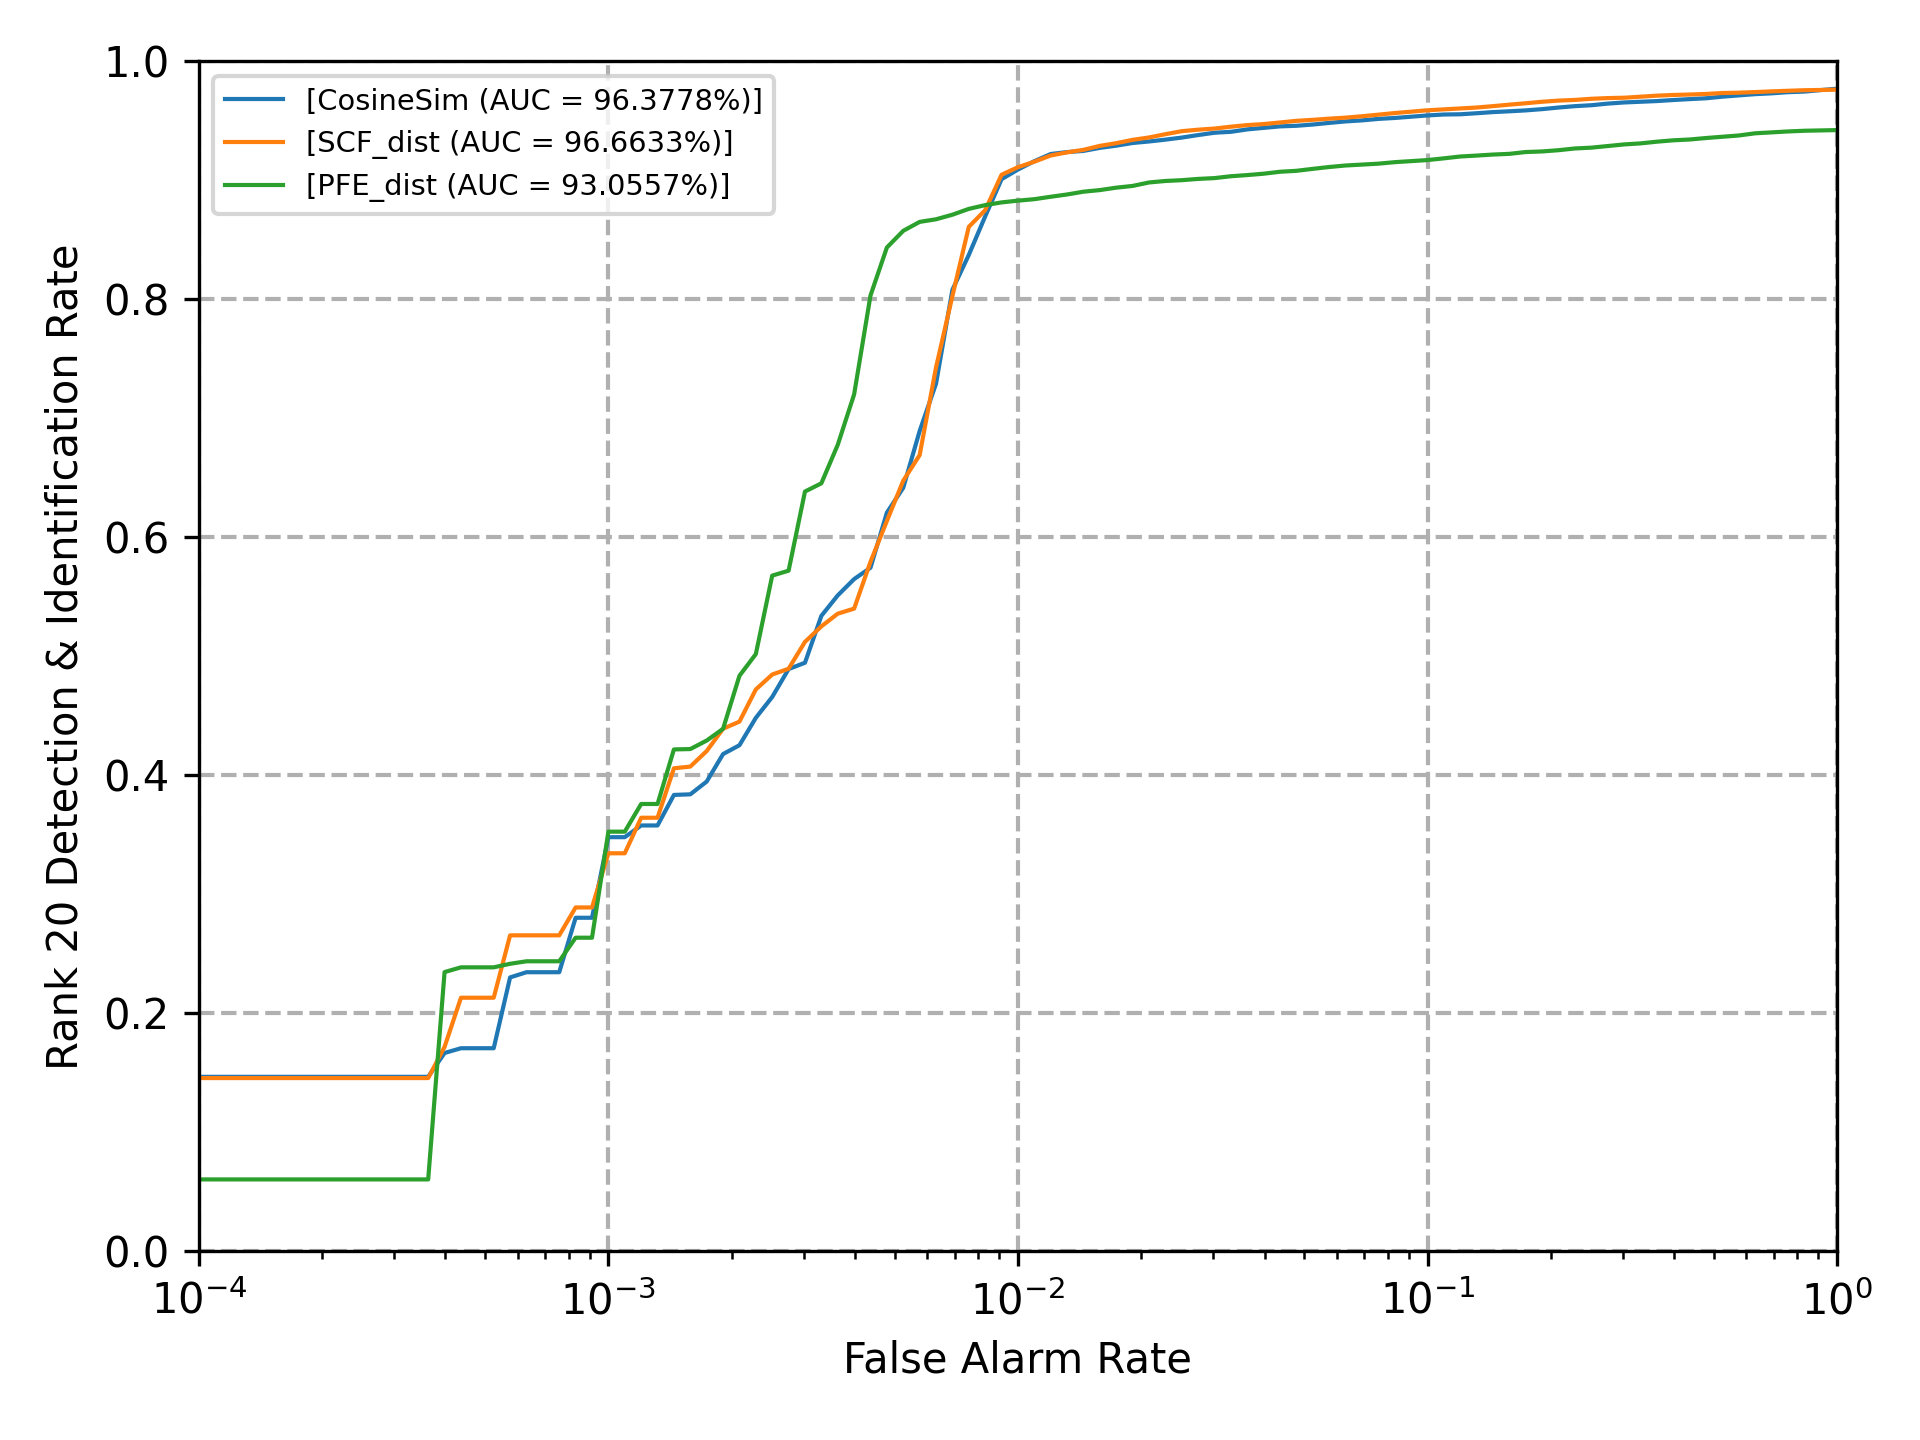 Rank 20 Detection & Identification Rate
1.0
0.8
0.6
0.4
0.2
0.0
[CosineSim (AUC = 96.3778%)]
[SCF_dist (AUC = 96.6633%)]
[PFE_dist (AUC = 93.0557%)]
10⁻⁴ 10⁻³ 10⁻² 10⁻¹ 10⁰
False Alarm Rate